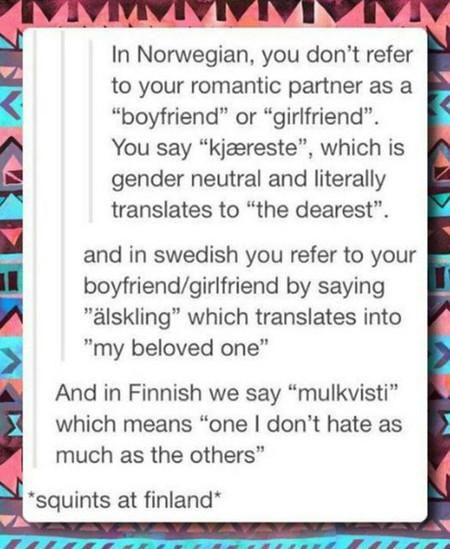 In Norwegian, you don’t refer
to your romantic partner as a
“boyfriend” or “girlfriend”.
You say “kjæreste”, which is
gender neutral and literally
translates to “the dearest”.
and in swedish you refer to your
boyfriend/girlfriend by saying
”älskling” which translates into
”my beloved one”
And in Finnish we say “mulkvisti”
which means “one I don’t hate as
much as the others”
*squints at finland*